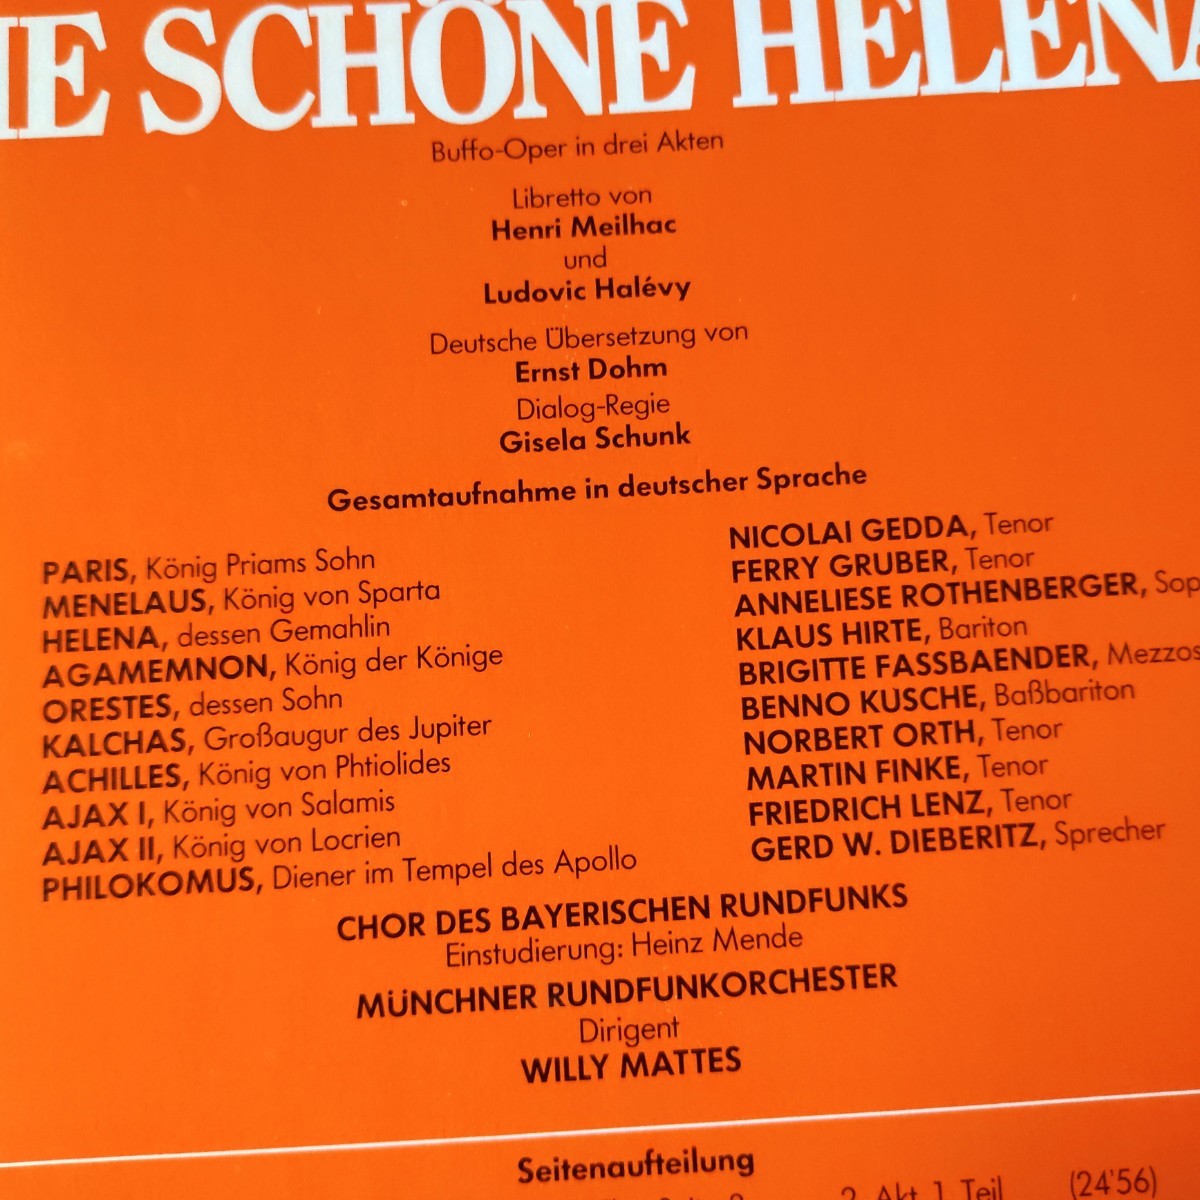 IE SCHÖNE HELENA
Buffo-Oper in drei Akten
Libretto von
Henri Meilhac
und
Ludovic Halévy
Deutsche Übersetzung von
Ernst Dohm
Dialog-Regie
Gisela Schunk
Gesamtaufnahme in deutscher Sprache
PARIS, König Priams Sohn NICOLAI GEDDA, Tenor
MENELAUS, König von Sparta FERRY GRUBER, Tenor
HELENA, dessen Gemahlin ANNELIESE ROTHENBERGER, Sop
AGAMEMNON, König der Könige KLAUS HIRTE, Bariton
ORESTES, dessen Sohn BRIGITTE FASSBAENDER, Mezzos
KALCHAS, Großaugur des Jupiter BENNO KUSCHE, Baßbariton
ACHILLES, König von Phtiolides NORBERT ORTH, Tenor
AJAX I, König von Salamis MARTIN FINKE, Tenor
AJAX II, König von Locrien FRIEDRICH LENZ, Tenor
PHILOKOMUS, Diener im Tempel des Apollo GERD W. DIEBERITZ, Sprecher
CHOR DES BAYERISCHEN RUNDFUNKS
Einstudierung: Heinz Mende
MÜNCHNER RUNDFUNKORCHESTER
Dirigent
WILLY MATTES
Seitenaufteilung
2. Akt 1. Teil (24'56)